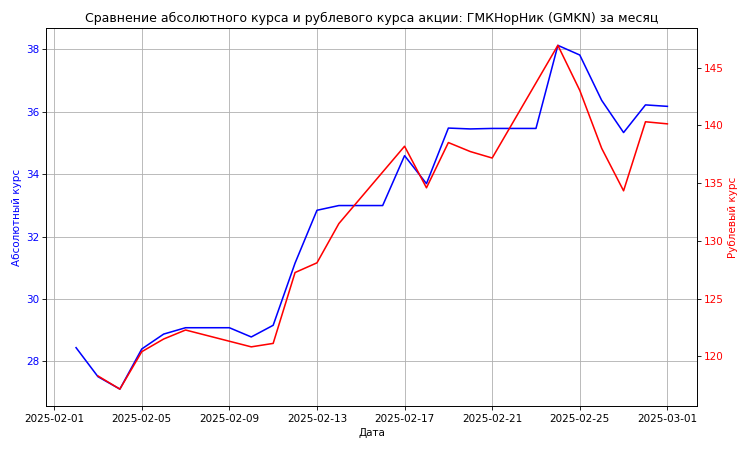 Сравнение абсолютного курса и рублевого курса акции: ГМКНорНик (GMKN) за месяц
Абсолютный курс
38
36
34
32
30
28
145
140
135
130
125
120
Рублевый курс
2025-02-01 2025-02-05 2025-02-09 2025-02-13 2025-02-17 2025-02-21 2025-02-25 2025-03-01
Дата